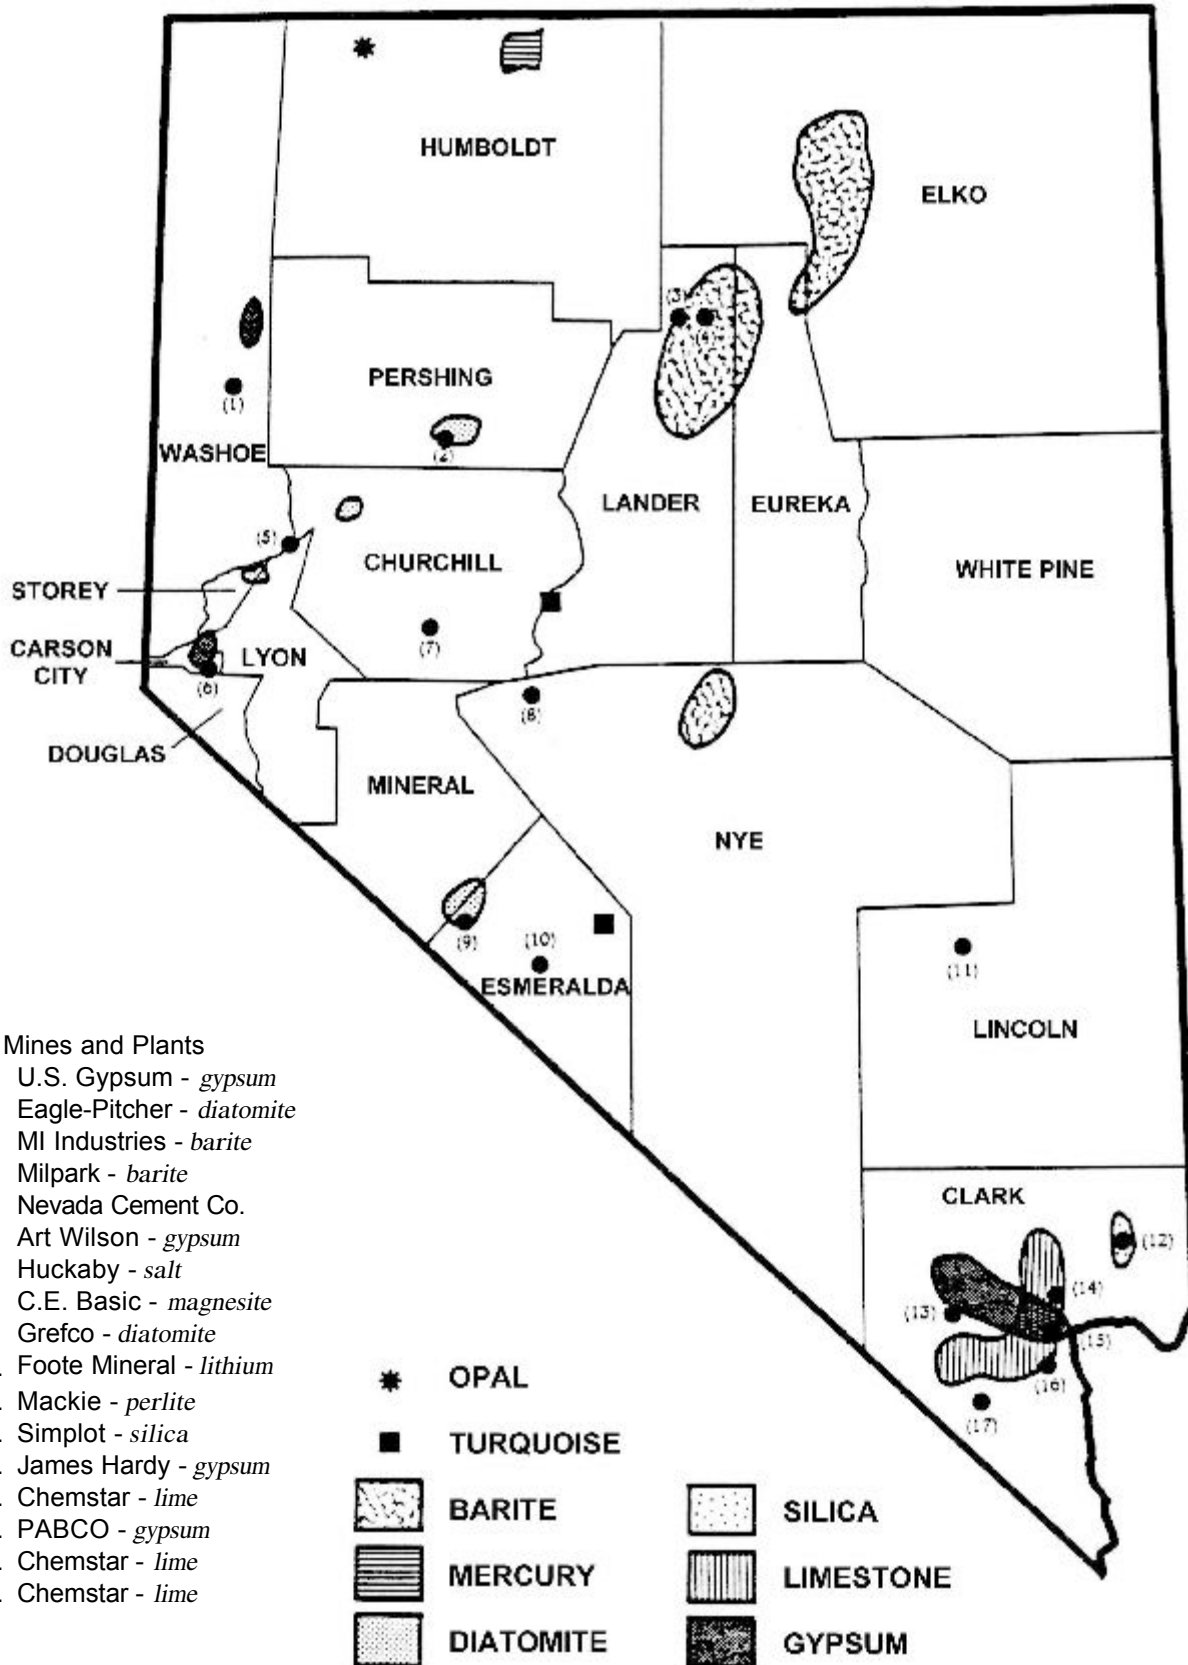 HUMBOLDT
ELKO
(3)
(4)
PERSHING
(1)
(2)
WASHOE
LANDER
EUREKA
(5)
CHURCHILL
WHITE PINE
STOREY
(7)
CARSON
CITY
LYON
(6)
(8)
DOUGLAS
MINERAL
NYE
(9)
(10)
(11)
ESMERALDA
LINCOLN
Mines and Plants
U.S. Gypsum - gypsum
Eagle-Pitcher - diatomite
MI Industries - barite
Milpark - barite
Nevada Cement Co.
Art Wilson - gypsum
Huckaby - salt
C.E. Basic - magnesite
Grefco - diatomite
. Foote Mineral - lithium
. Mackie - perlite
. Simplot - silica
. James Hardy - gypsum
. Chemstar - lime
. PABCO - gypsum
. Chemstar - lime
. Chemstar - lime
CLARK
(12)
(14)
(13)
(15)
(16)
(17)
OPAL
TURQUOISE
BARITE
SILICA
MERCURY
LIMESTONE
DIATOMITE
GYPSUM